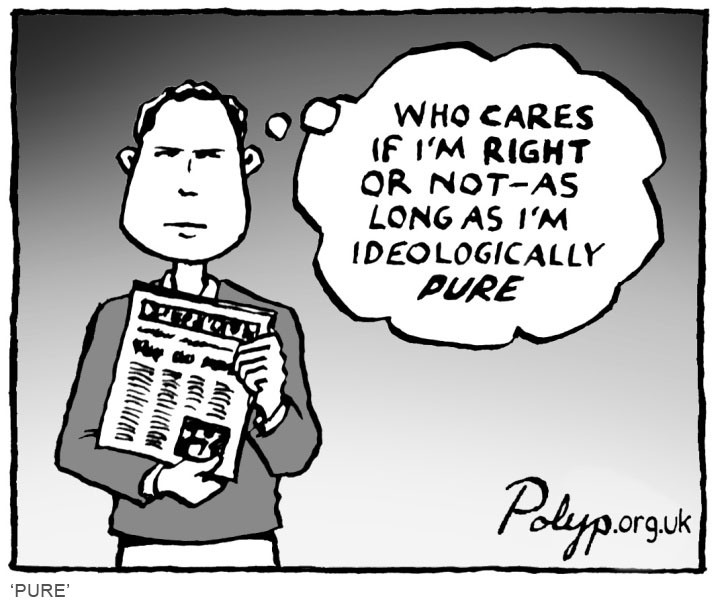 WHO CARES
IF I'M RIGHT
OR NOT–AS
LONG AS I'M
IDEOLOGICALLY
PURE
Polyp.org.uk
'PURE'